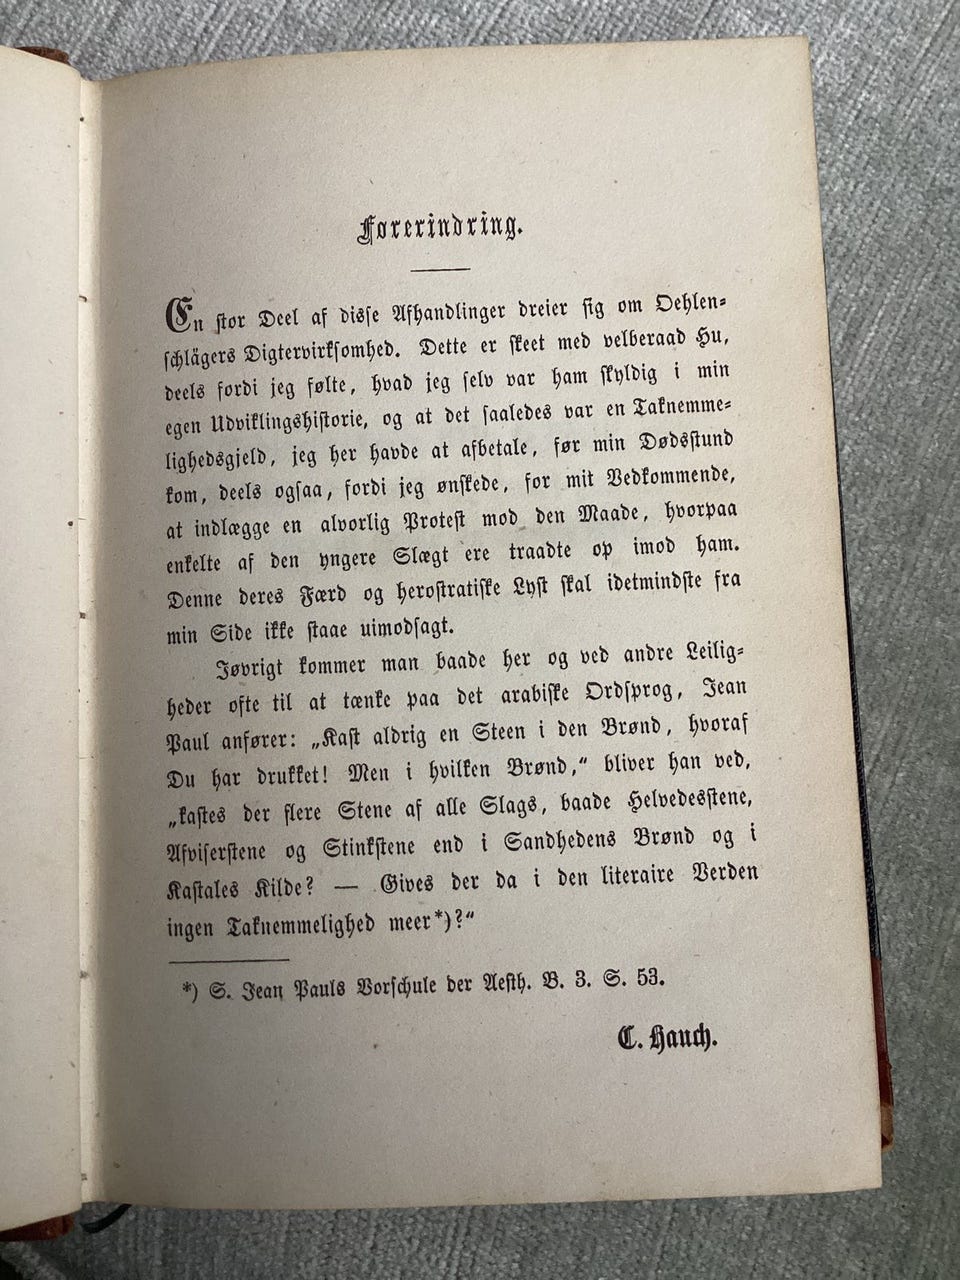 Førerindring.
En stor Deel af disse Afhandlinger dreier sig om Oehlen-
schlägers Digtervirksomhed. Dette er skeet med velberaad Hu,
deels fordi jeg følte, hvad jeg selv var ham skyldig i min
egen Udviklingshistorie, og at det saaledes var en Taknemme-
lighedsgjeld, jeg her havde at afbetale, før min Dødsstund
kom, deels ogsaa, fordi jeg ønskede, for mit Vedkommende,
at indlægge en alvorlig Protest mod den Maade, hvorpaa
enkelte af den yngere Slægt ere traadte op imod ham.
Denne deres Færd og herostratiske Lyst skal idetmindste fra
min Side ikke staae uimodsagt.
Iøvrigt kommer man baade her og ved andre Leilig-
heder ofte til at tænke paa det arabiske Ordsprog, Jean
Paul anfører: „Kast aldrig en Steen i den Brønd, hvoraf
Du har drukket! Men i hvilken Brønd,“ bliver han ved,
„kastes der flere Stene af alle Slags, baade Helvedesstene,
Afviserstene og Stinkstene end i Sandhedens Brønd og i
Kastales Kilde? — Gives der da i den literaire Verden
ingen Taknemmelighed meer*)?“
*) S. Jean Pauls Vorschule der Aesth. B. 3. S. 53.
C. Hauch.